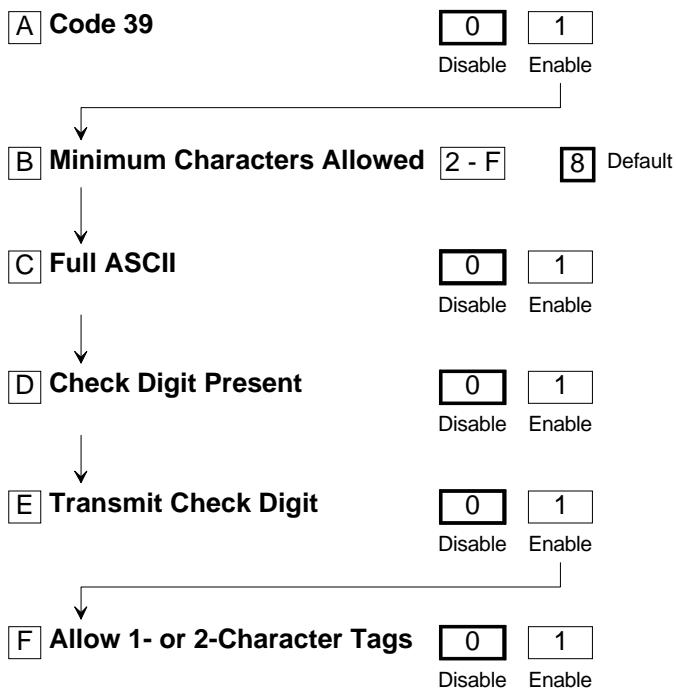 A Code 39 0 1
Disable Enable
B Minimum Characters Allowed 2 - F 8 Default
C Full ASCII 0 1
Disable Enable
D Check Digit Present 0 1
Disable Enable
E Transmit Check Digit 0 1
Disable Enable
F Allow 1- or 2-Character Tags 0 1
Disable Enable